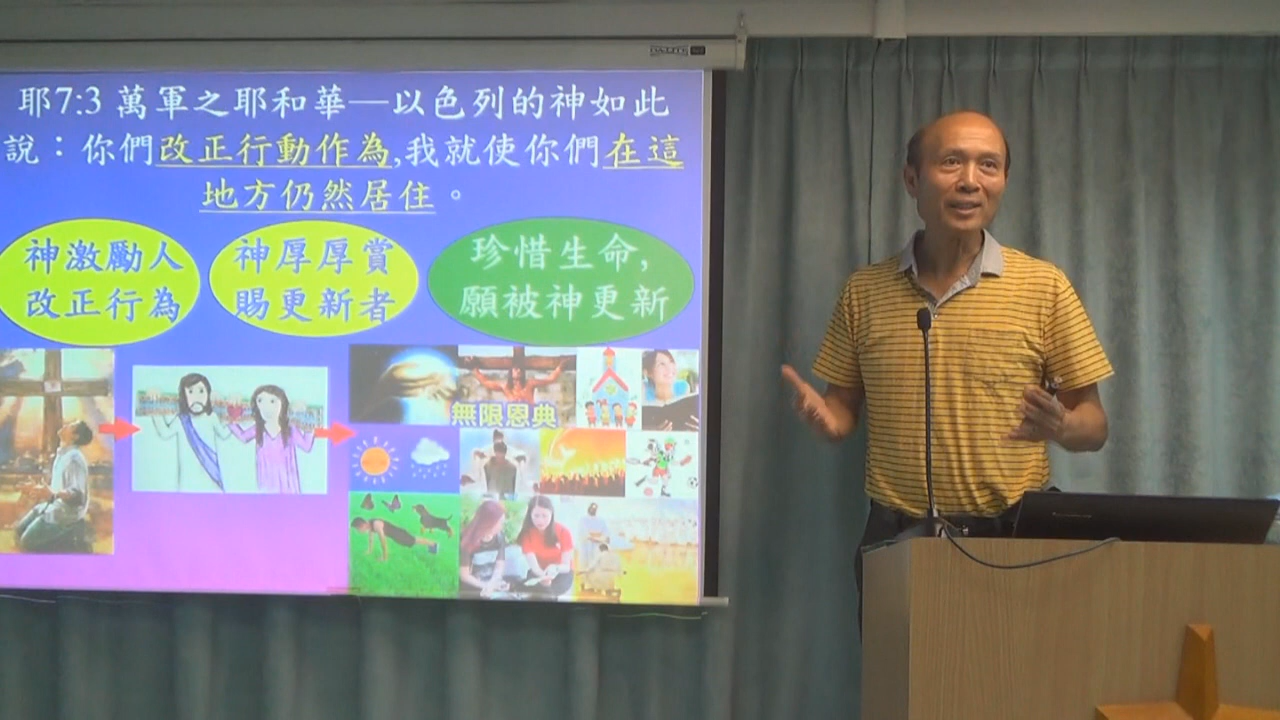 耶7:3 萬軍之耶和華—以色列的神如此
說：你們改正行動作為,我就使你們在這
地方仍然居住。
神激勵人
改正行為
神厚厚賞
賜更新者
珍惜生命,
願被神更新
無限恩典